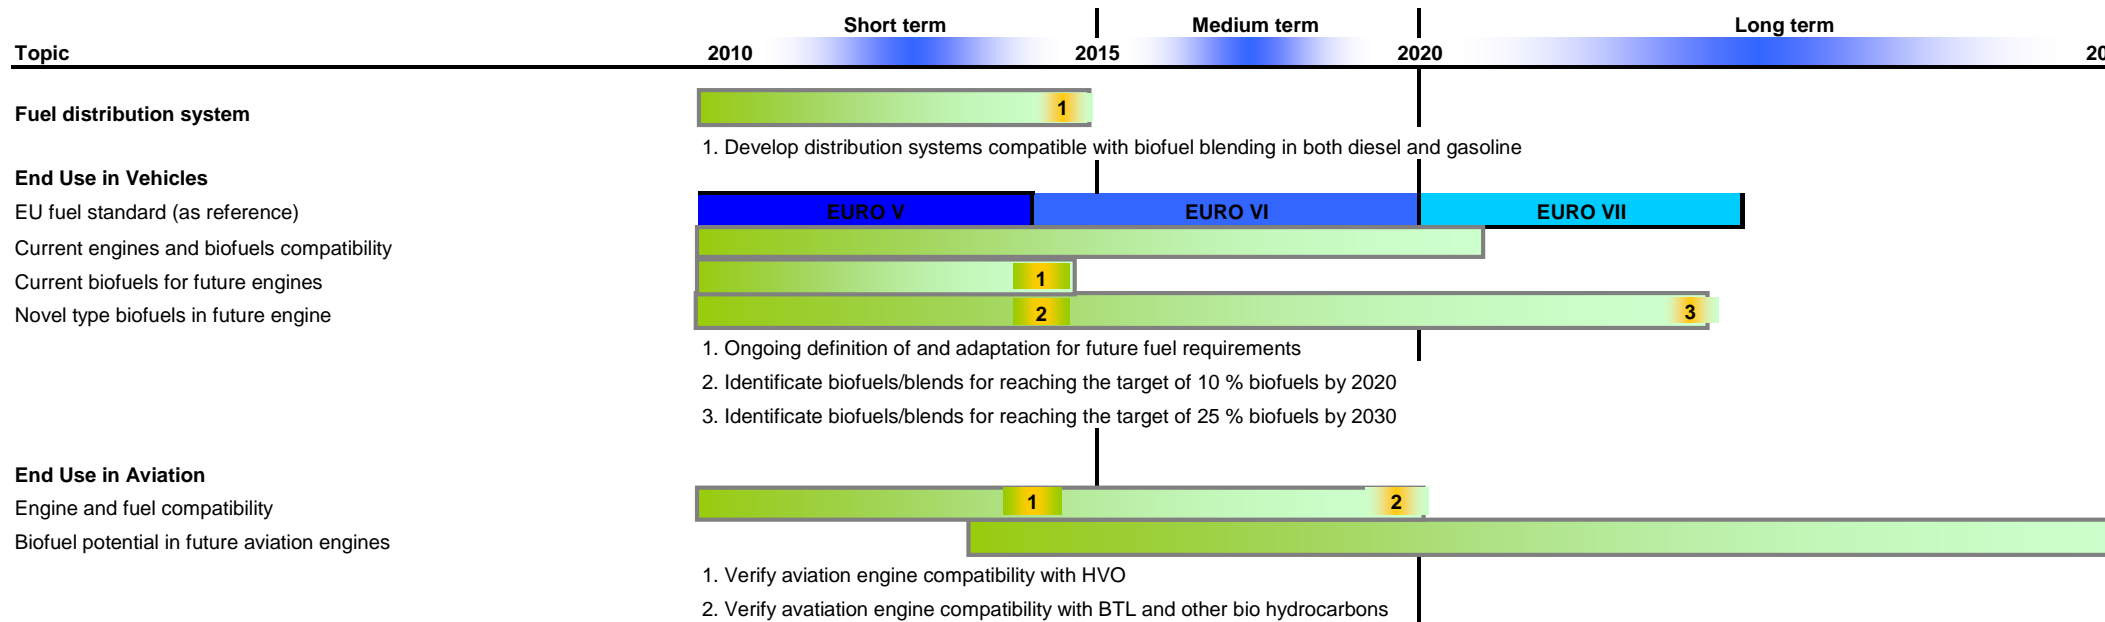 Short term Medium term Long term
Topic 2010 2015 2020 20
Fuel distribution system 1
1. Develop distribution systems compatible with biofuel blending in both diesel and gasoline
End Use in Vehicles
EU fuel standard (as reference) EURO V EURO VI EURO VII
Current engines and biofuels compatibility
Current biofuels for future engines 1
Novel type biofuels in future engine 2 3
1. Ongoing definition of and adaptation for future fuel requirements
2. Identificate biofuels/blends for reaching the target of 10 % biofuels by 2020
3. Identificate biofuels/blends for reaching the target of 25 % biofuels by 2030
End Use in Aviation
Engine and fuel compatibility 1 2
Biofuel potential in future aviation engines
1. Verify aviation engine compatibility with HVO
2. Verify avatiation engine compatibility with BTL and other bio hydrocarbons